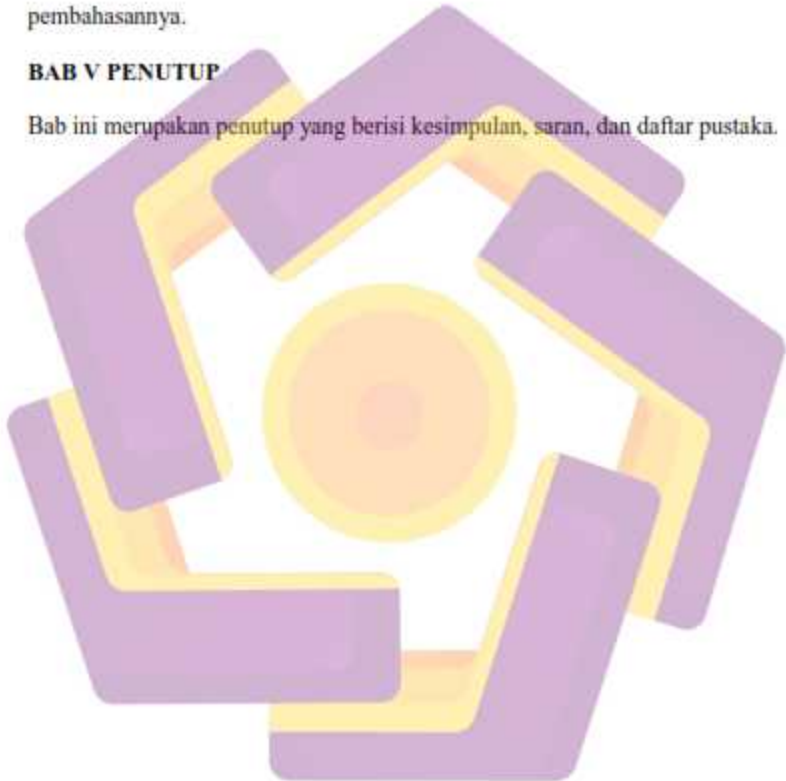 pembahasannya.
BAB V PENUTUP
Bab ini merupakan penutup yang berisi kesimpulan, saran, dan daftar pustaka.